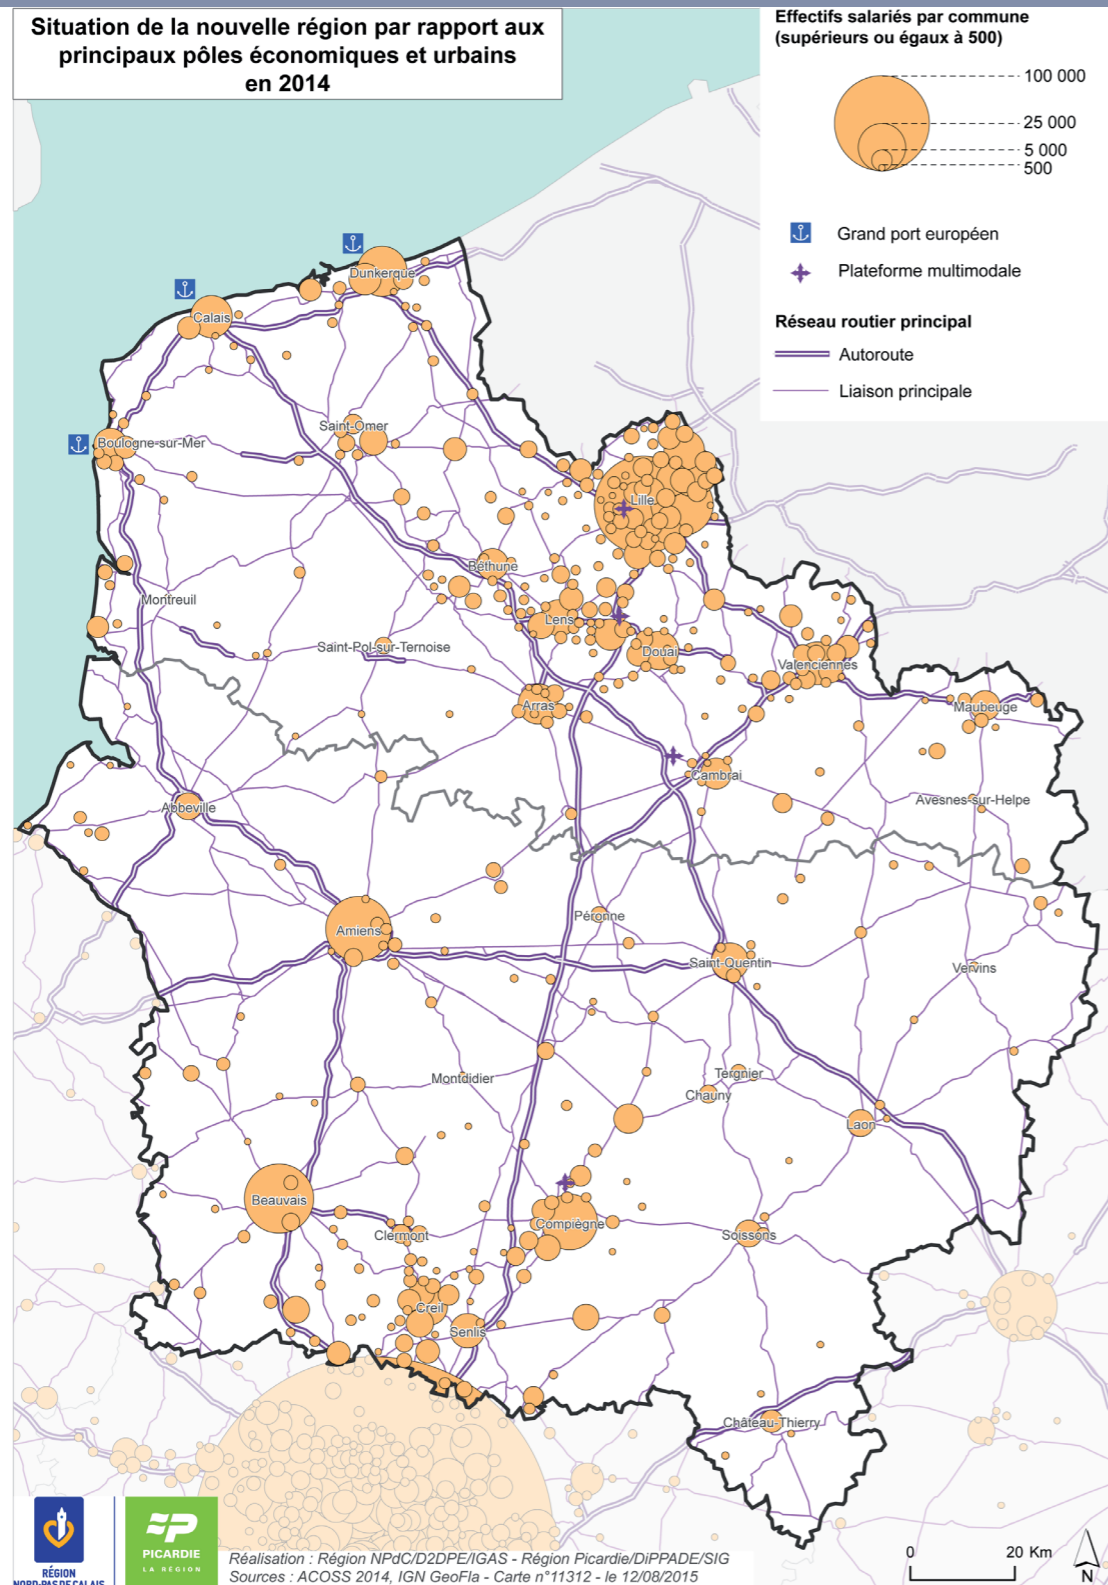 Situation de la nouvelle région par rapport aux
principaux pôles économiques et urbains
en 2014
Effectifs salariés par commune
(supérieurs ou égaux à 500)
100 000
25 000
5 000
500
Grand port européen
Plateforme multimodale
Réseau routier principal
Autoroute
Liaison principale
Dunkerque
Calais
Saint-Omer
Boulogne-sur-Mer
Lille
Béthune
Montreuil
Lens
Saint-Pol-sur-Ternoise
Douai
Valenciennes
Arras
Maubeuge
Cambrai
Avesnes-sur-Helpe
Abbeville
Péronne
Amiens
Saint-Quentin
Vervins
Montdidier
Tergnier
Chauny
Laon
Beauvais
Compiègne
Clermont
Soissons
Creil
Senlis
Château-Thierry
PICARDIE
LA RÉGION
RÉGION
NORD-PAS DE CALAIS
Réalisation : Région NPdC/D2DPE/IGAS - Région Picardie/DiPPADE/SIG
Sources : ACOSS 2014, IGN GeoFla - Carte n°11312 - le 12/08/2015
0 20 Km
N